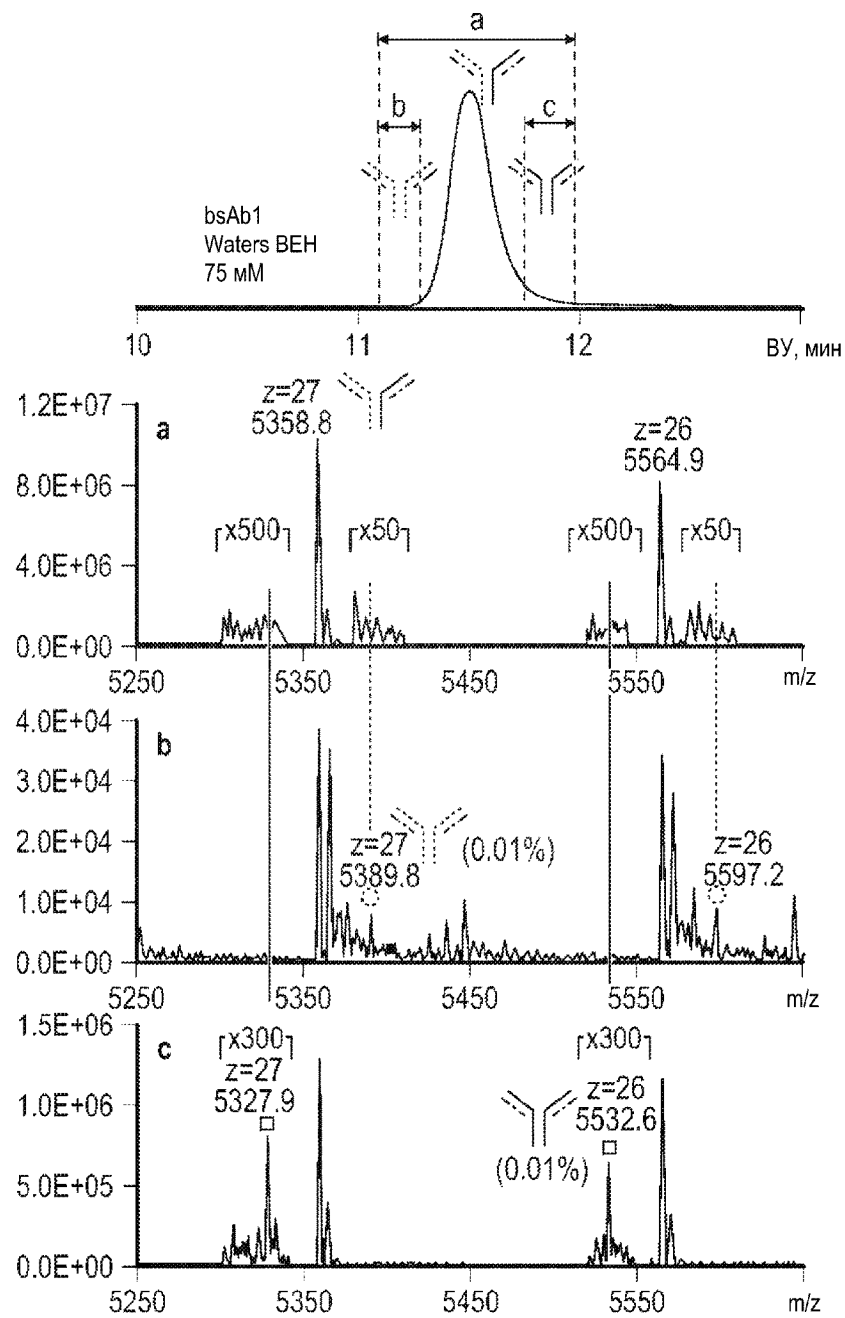 a
b
c
bsAb1
Waters BEH
75 мМ
10 11 12 ВУ, мин
1.2E+07
8.0E+06
4.0E+06
0.0E+00
a
z=27
5358.8
z=26
5564.9
x500 x50 x500 x50
5250 5350 5450 5550 m/z
4.0E+04
3.0E+04
2.0E+04
1.0E+04
0.0E+00
b
z=27
5389.8
(0.01%)
z=26
5597.2
5250 5350 5450 5550 m/z
1.5E+06
1.0E+06
5.0E+05
0.0E+00
c
x300
z=27
5327.9
x300
z=26
5532.6
(0.01%)
5250 5350 5450 5550 m/z